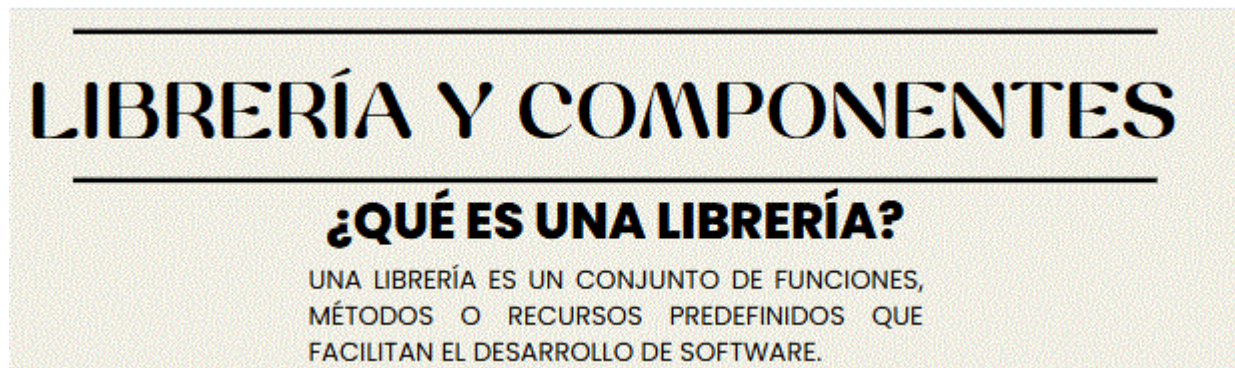 LIBRERÍA Y COMPONENTES
¿QUÉ ES UNA LIBRERÍA?
UNA LIBRERÍA ES UN CONJUNTO DE FUNCIONES,
MÉTODOS O RECURSOS PREDEFINIDOS QUE
FACILITAN EL DESARROLLO DE SOFTWARE.